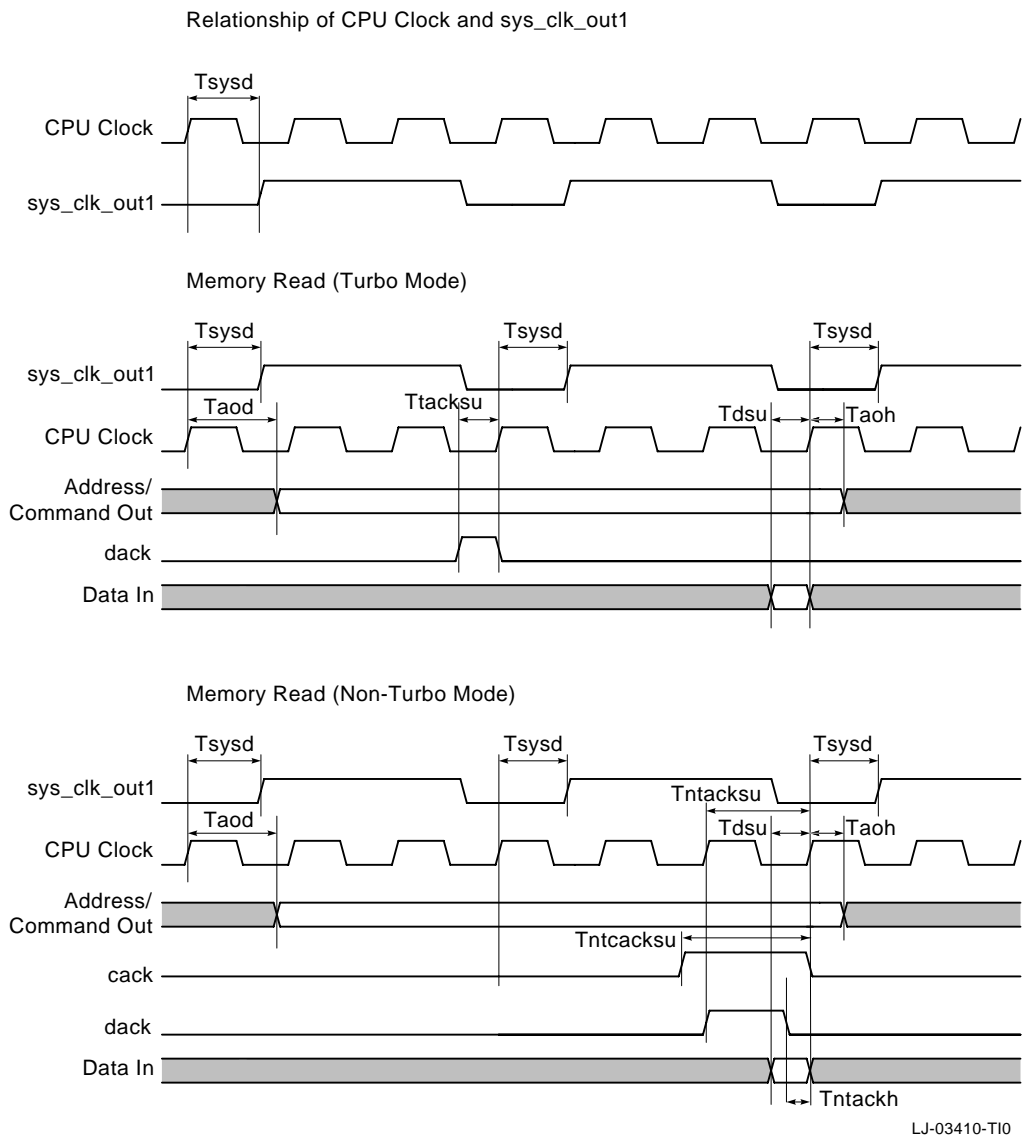 Relationship of CPU Clock and sys_clk_out1
Tsysd
CPU Clock
sys_clk_out1
Memory Read (Turbo Mode)
Tsysd Tsysd Tsysd
sys_clk_out1
Taod Ttacksu Tdsu Taoh
CPU Clock
Address/
Command Out
dack
Data In
Memory Read (Non-Turbo Mode)
Tsysd Tsysd Tsysd
sys_clk_out1
Tntacksu
Taod Tdsu Taoh
CPU Clock
Address/
Command Out
Tntcacksu
cack
dack
Data In
Tntackh
LJ-03410-TI0